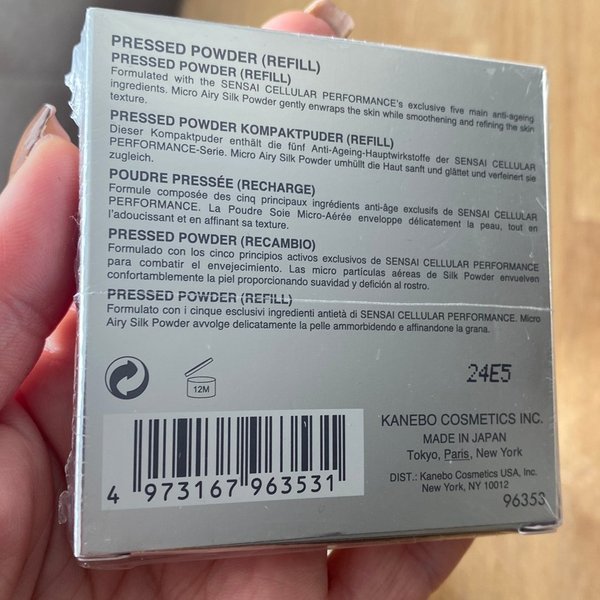 PRESSED POWDER (REFILL)
PRESSED POWDER (REFILL)
Formulated with the SENSAI CELLULAR PERFORMANCE's exclusive five main anti-ageing
ingredients. Micro Airy Silk Powder gently enwraps the skin while smoothening and refining the skin
texture.
PRESSED POWDER KOMPAKTPUDER (REFILL)
Dieser Kompaktpuder enthält die fünf Anti-Ageing-Hauptwirkstoffe der SENSAI CELLULAR
PERFORMANCE-Serie. Micro Airy Silk Powder umhüllt die Haut sanft und glättet und verfeinert sie
zugleich.
POUDRE PRESSÉE (RECHARGE)
Formule composée des cinq principaux ingrédients anti-âge exclusifs de SENSAI CELLULAR
PERFORMANCE. La Poudre Soie Micro-Aérée enveloppe délicatement la peau, tout en
l'adoucissant et en affinant sa texture.
PRESSED POWDER (RECAMBIO)
Formulado con los cinco principios activos exclusivos de SENSAI CELLULAR PERFORMANCE
para combatir el envejecimiento. Las micro partículas aéreas de Silk Powder envuelven
confortablemente la piel proporcionando suavidad y defición al rostro.
PRESSED POWDER (REFILL)
Formulato con i cinque esclusivi ingredienti antietà di SENSAI CELLULAR PERFORMANCE. Micro
Airy Silk Powder avvolge delicatamente la pelle ammorbidendo e affinandone la grana.
12M
24E5
KANEBO COSMETICS INC.
MADE IN JAPAN
Tokyo, Paris, New York
DIST.: Kanebo Cosmetics USA, Inc.
New York, NY 10012
96353
4 973167 963531